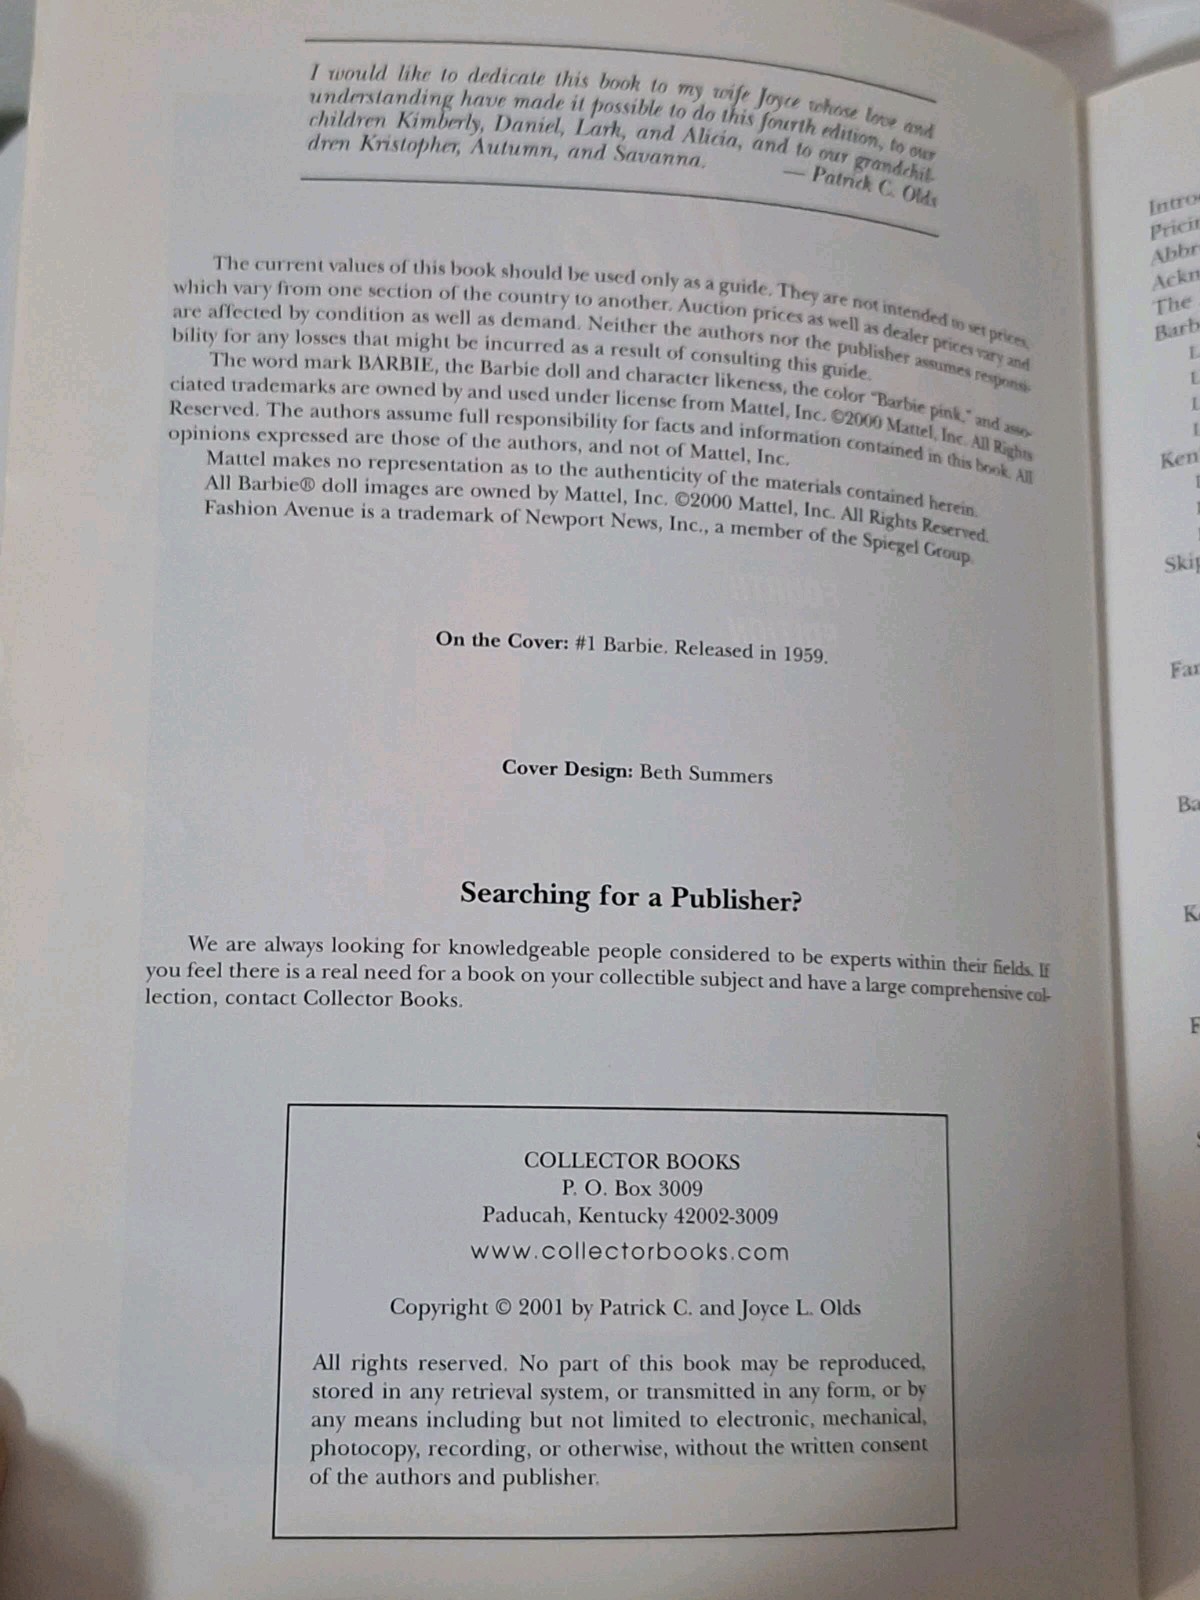 I would like to dedicate this book to my wife Joyce whose love and
understanding have made it possible to do this fourth edition, to our
children Kimberly, Daniel, Lark, and Alicia, and to our grandchil-
dren Kristopher, Autumn, and Savanna.
— Patrick C. Olds
The current values of this book should be used only as a guide. They are not intended to set prices,
which vary from one section of the country to another. Auction prices as well as dealer prices vary and
are affected by condition as well as demand. Neither the authors nor the publisher assumes responsi-
bility for any losses that might be incurred as a result of consulting this guide.
The word mark BARBIE, the Barbie doll and character likeness, the color "Barbie pink," and asso-
ciated trademarks are owned by and used under license from Mattel, Inc. ©2000 Mattel, Inc. All Rights
Reserved. The authors assume full responsibility for facts and information contained in this book. All
opinions expressed are those of the authors, and not of Mattel, Inc.
Mattel makes no representation as to the authenticity of the materials contained herein.
All Barbie® doll images are owned by Mattel, Inc. ©2000 Mattel, Inc. All Rights Reserved.
Fashion Avenue is a trademark of Newport News, Inc., a member of the Spiegel Group.
On the Cover: #1 Barbie. Released in 1959.
Cover Design: Beth Summers
Searching for a Publisher?
We are always looking for knowledgeable people considered to be experts within their fields. If
you feel there is a real need for a book on your collectible subject and have a large comprehensive col-
lection, contact Collector Books.
COLLECTOR BOOKS
P. O. Box 3009
Paducah, Kentucky 42002-3009
www.collectorbooks.com
Copyright © 2001 by Patrick C. and Joyce L. Olds
All rights reserved. No part of this book may be reproduced,
stored in any retrieval system, or transmitted in any form, or by
any means including but not limited to electronic, mechanical,
photocopy, recording, or otherwise, without the written consent
of the authors and publisher.
Intro
Pricin
Abbr
Ackn
The
Barb
L
L
L
L
Ken
Skip
Far
Ba
K
F